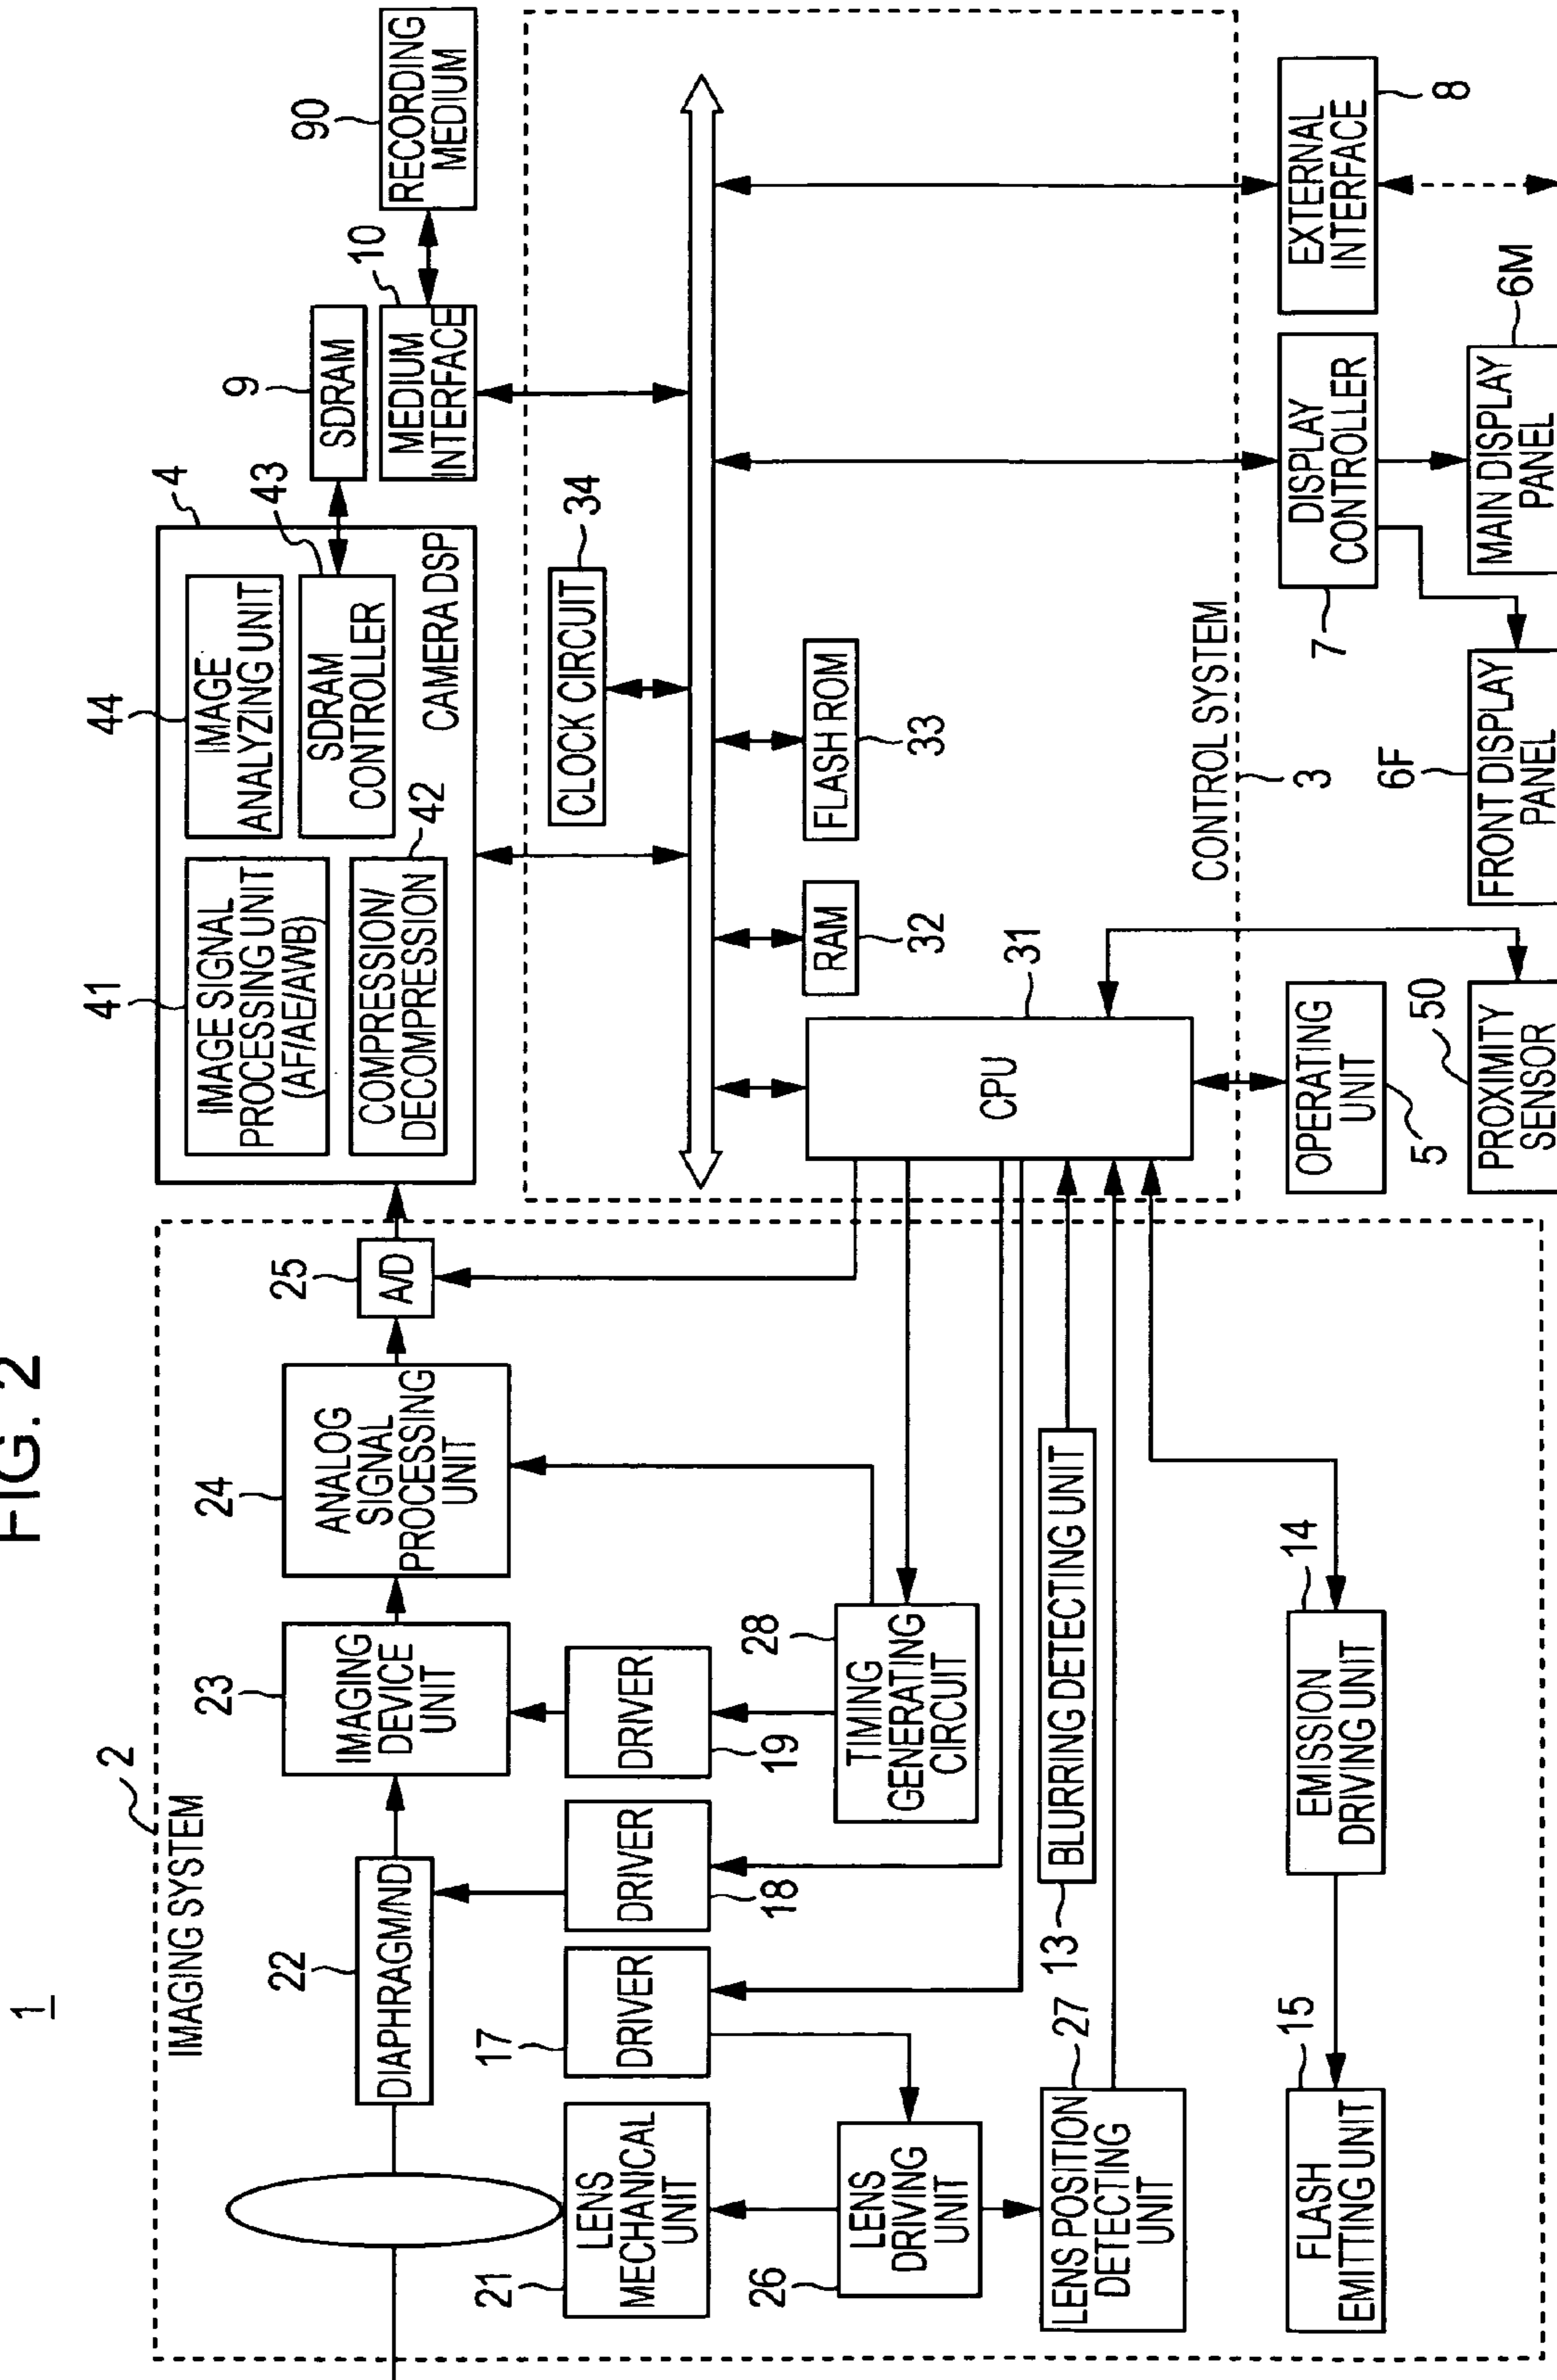 FIG. 2
1
IMAGING SYSTEM
2
21
LENS
MECHANICAL
UNIT
22
DIAPHRAGM/ND
23
IMAGING
DEVICE
UNIT
24
ANALOG
SIGNAL
PROCESSING
UNIT
25
A/D
17
DRIVER
DRIVER
18
DRIVER
19
26
LENS
DRIVING
UNIT
28
TIMING
GENERATING
CIRCUIT
27
LENS POSITION
DETECTING
UNIT
13
BLURRING DETECTING UNIT
15
FLASH
EMITTING UNIT
14
EMISSION
DRIVING UNIT
4
CAMERA DSP
41
IMAGE SIGNAL
PROCESSING UNIT
(AF/AE/AWB)
44
IMAGE
ANALYZING UNIT
42
COMPRESSION/
DECOMPRESSION
43
SDRAM
CONTROLLER
9
SDRAM
10
MEDIUM
INTERFACE
90
RECORDING
MEDIUM
34
CLOCK CIRCUIT
31
CPU
RAM
32
FLASH ROM
33
CONTROL SYSTEM
3
OPERATING
UNIT
5
50
PROXIMITY
SENSOR
7
DISPLAY
CONTROLLER
EXTERNAL
INTERFACE
8
6F
FRONT DISPLAY
PANEL
6M
MAIN DISPLAY
PANEL